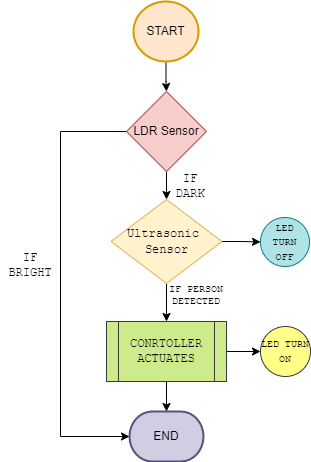 START
LDR Sensor
IF
DARK
Ultrasonic
Sensor
LED
TURN
OFF
IF
BRIGHT
IF PERSON
DETECTED
CONRTOLLER
ACTUATES
LED TURN
ON
END